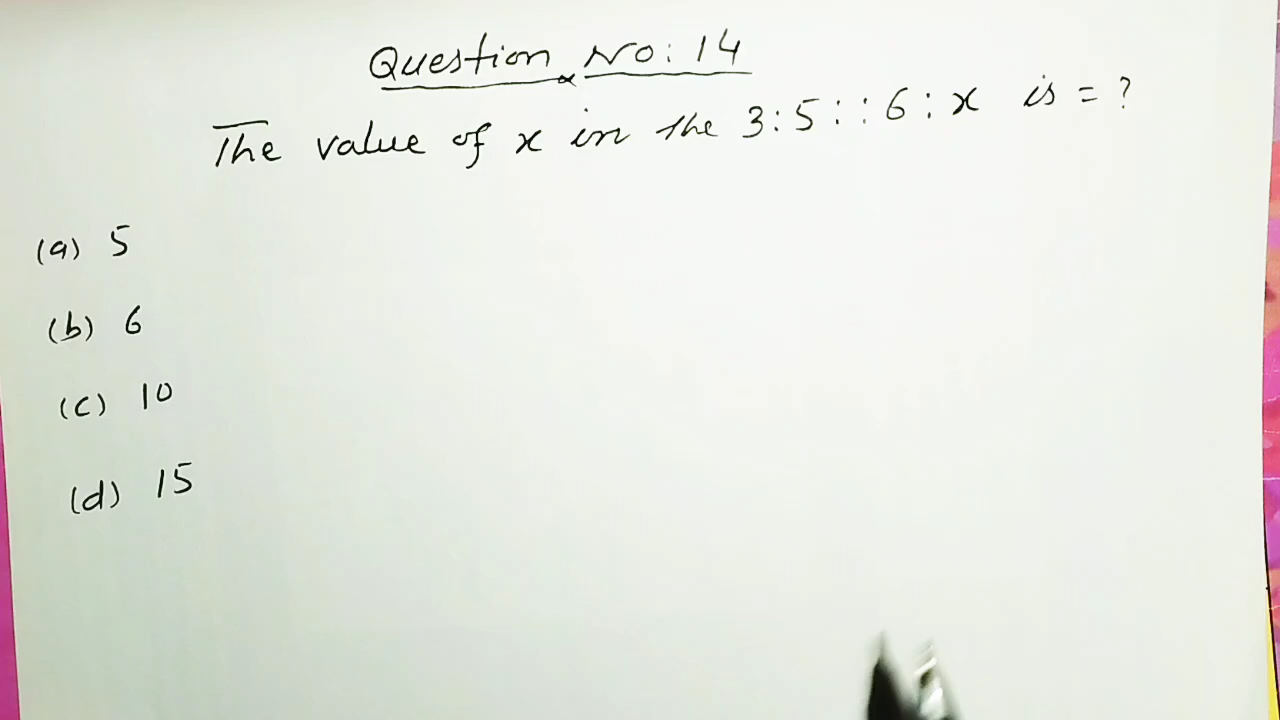 Question No: 14
The value of x in the 3:5::6:x is = ?
(a) 5
(b) 6
(c) 10
(d) 15